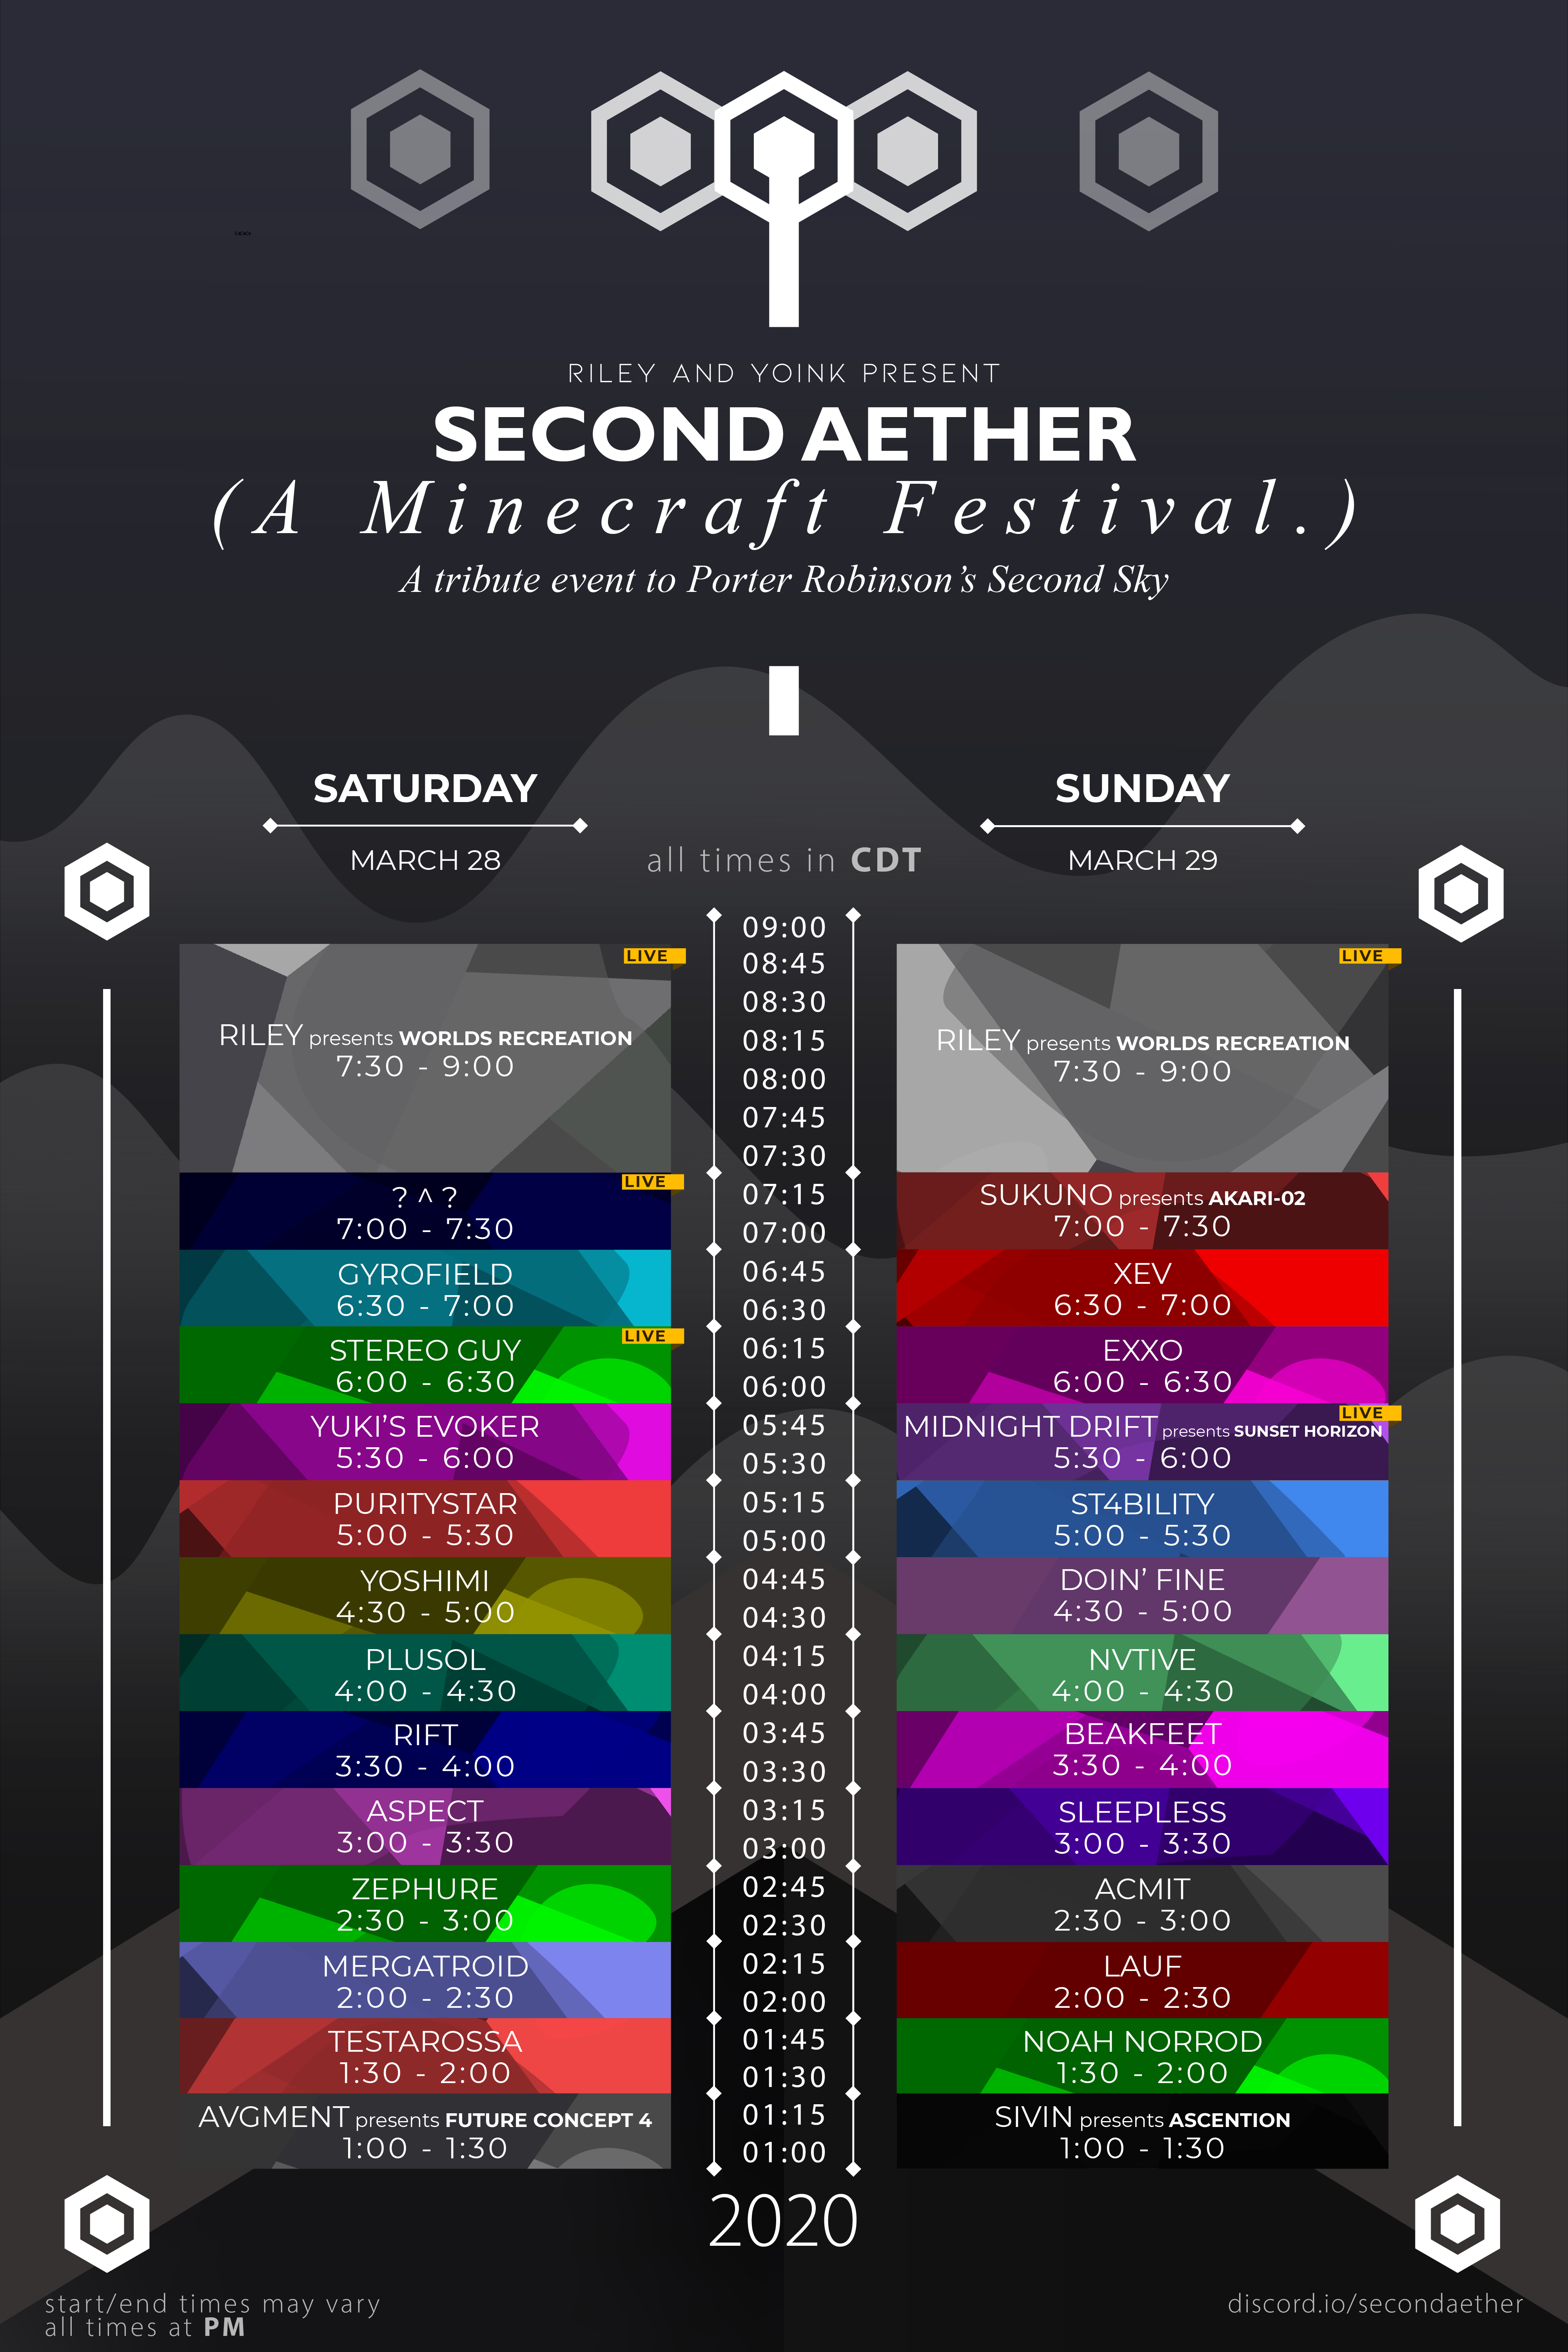 RILEY AND YOINK PRESENT
SECOND AETHER
(A Minecraft Festival.)
A tribute event to Porter Robinson's Second Sky
SATURDAY
MARCH 28
all times in CDT
SUNDAY
MARCH 29
LIVE
RILEY presents WORLDS RECREATION
7:30 - 9:00
LIVE
? ^ ?
7:00 - 7:30
GYROFIELD
6:30 - 7:00
LIVE
STEREO GUY
6:00 - 6:30
YUKI'S EVOKER
5:30 - 6:00
PURITYSTAR
5:00 - 5:30
YOSHIMI
4:30 - 5:00
PLUSOL
4:00 - 4:30
RIFT
3:30 - 4:00
ASPECT
3:00 - 3:30
ZEPHURE
2:30 - 3:00
MERGATROID
2:00 - 2:30
TESTAROSSA
1:30 - 2:00
AVGMENT presents FUTURE CONCEPT 4
1:00 - 1:30
09:00
08:45
08:30
08:15
08:00
07:45
07:30
07:15
07:00
06:45
06:30
06:15
06:00
05:45
05:30
05:15
05:00
04:45
04:30
04:15
04:00
03:45
03:30
03:15
03:00
02:45
02:30
02:15
02:00
01:45
01:30
01:15
01:00
LIVE
RILEY presents WORLDS RECREATION
7:30 - 9:00
SUKUNO presents AKARI-02
7:00 - 7:30
XEV
6:30 - 7:00
EXXO
6:00 - 6:30
LIVE
MIDNIGHT DRIFT presents SUNSET HORIZON
5:30 - 6:00
ST4BILITY
5:00 - 5:30
DOIN' FINE
4:30 - 5:00
NVTIVE
4:00 - 4:30
BEAKFEET
3:30 - 4:00
SLEEPLESS
3:00 - 3:30
ACMIT
2:30 - 3:00
LAUF
2:00 - 2:30
NOAH NORROD
1:30 - 2:00
SIVIN presents ASCENTION
1:00 - 1:30
2020
start/end times may vary
all times at PM
discord.io/secondaether